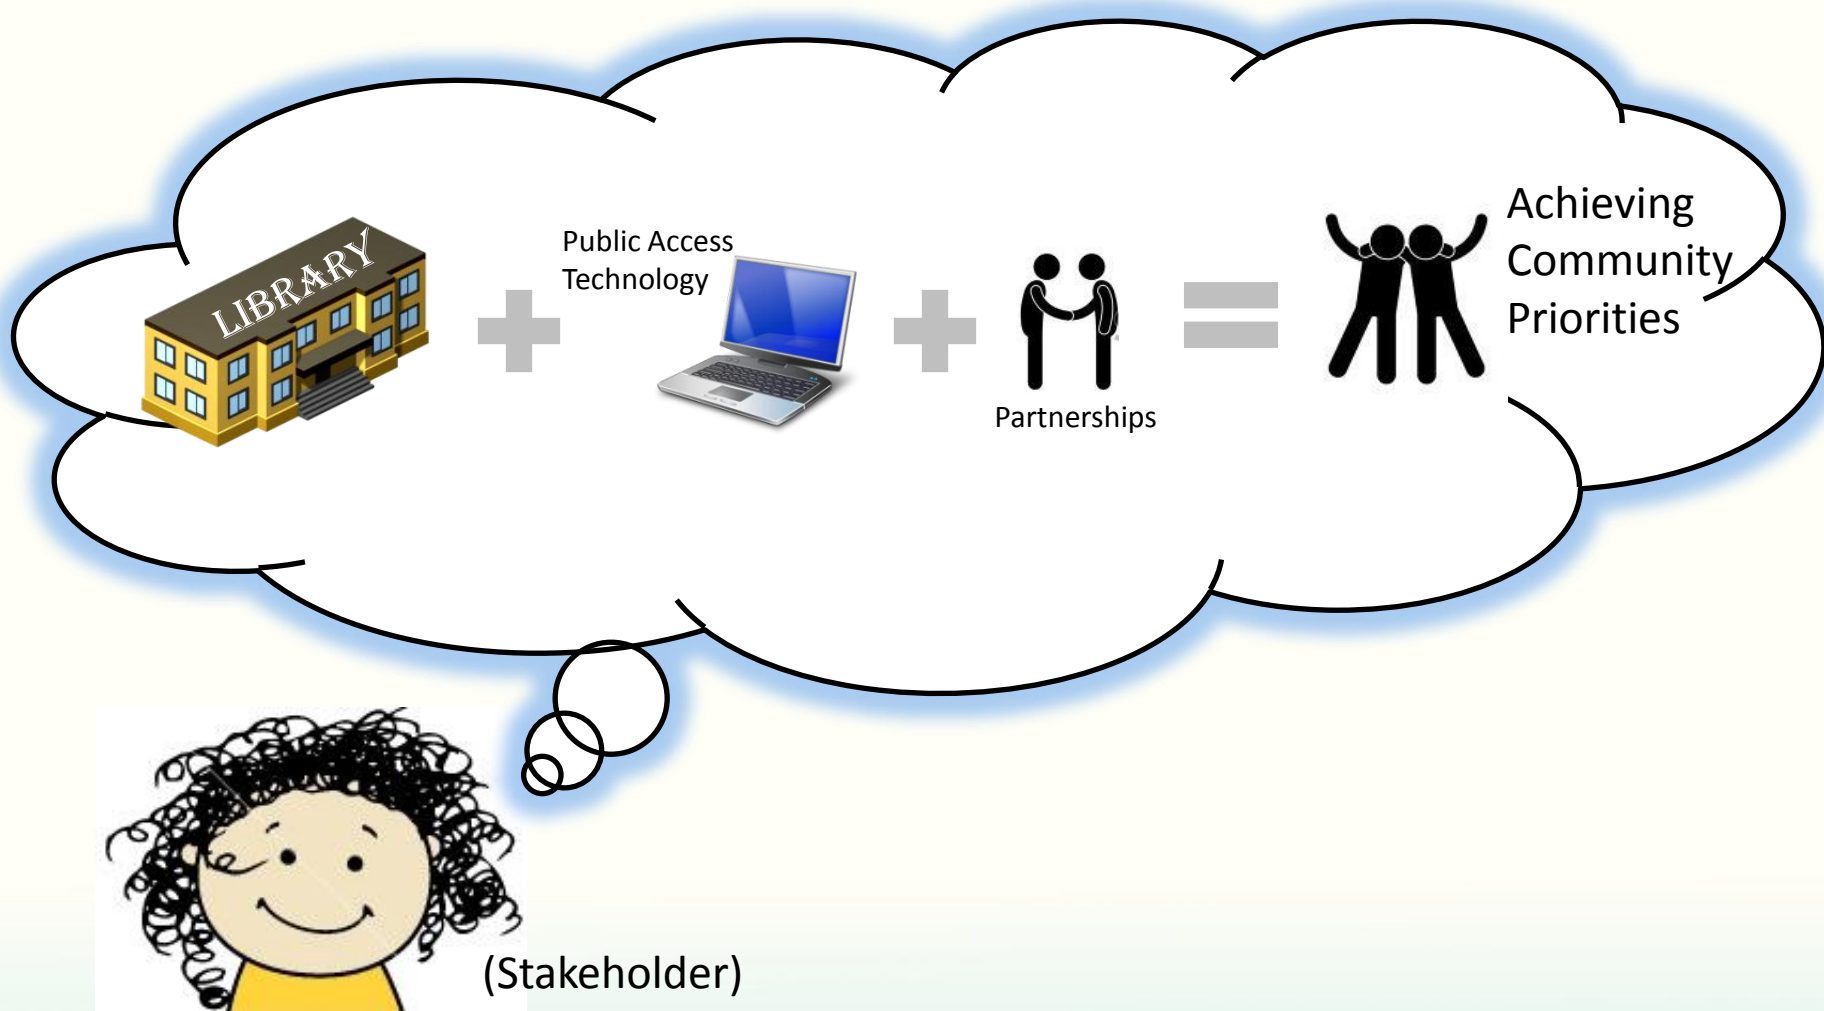 LIBRARY
Public Access
Technology
Partnerships
Achieving
Community
Priorities
(Stakeholder)